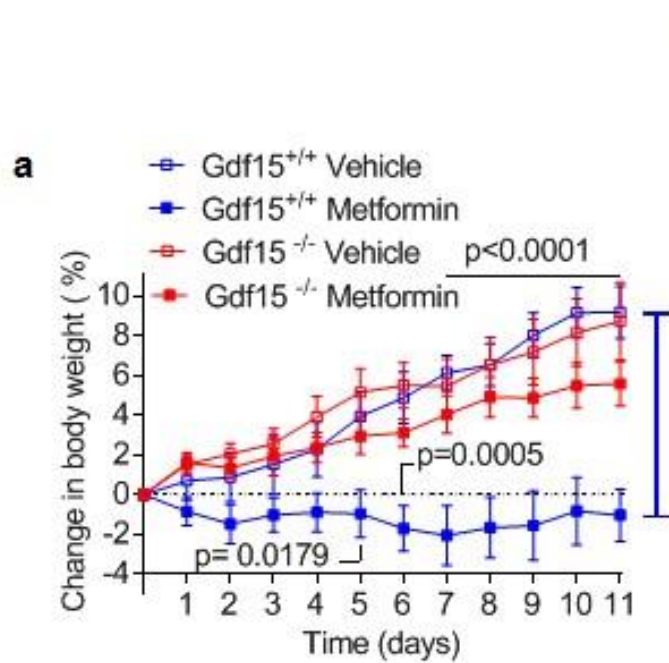 a
Gdf15+/+ Vehicle
Gdf15+/+ Metformin
Gdf15 -/- Vehicle
Gdf15 -/- Metformin
p<0.0001
Change in body weight ( %)
10
8
6
4
2
0
-2
-4
p=0.0005
p= 0.0179
1 2 3 4 5 6 7 8 9 10 11
Time (days)